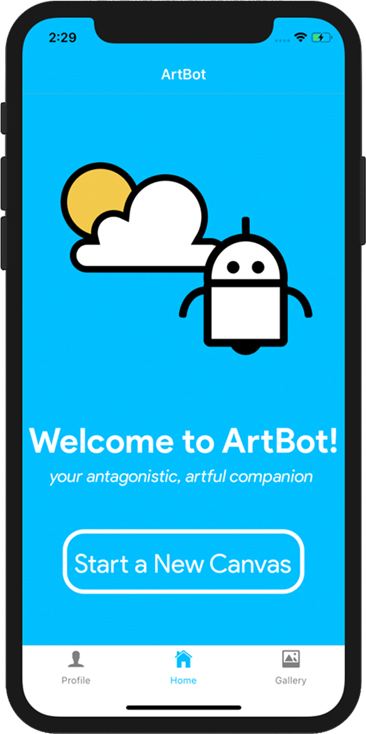 2:29
ArtBot
Welcome to ArtBot!
your antagonistic, artful companion
Start a New Canvas
Profile Home Gallery